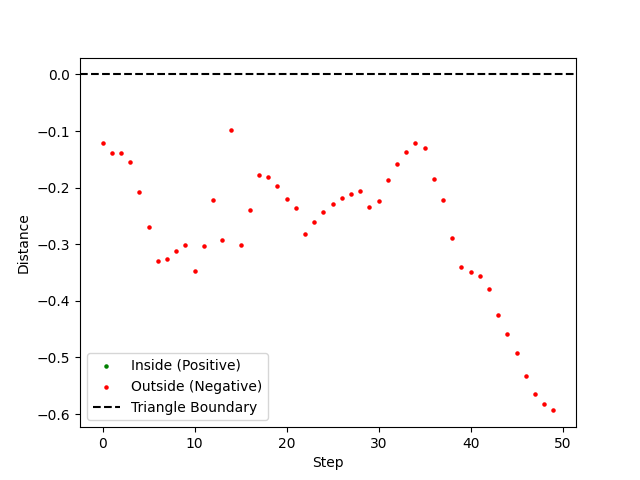 0.0
−0.1
−0.2
−0.3
−0.4
−0.5
−0.6
Distance
Inside (Positive)
Outside (Negative)
Triangle Boundary
0 10 20 30 40 50
Step